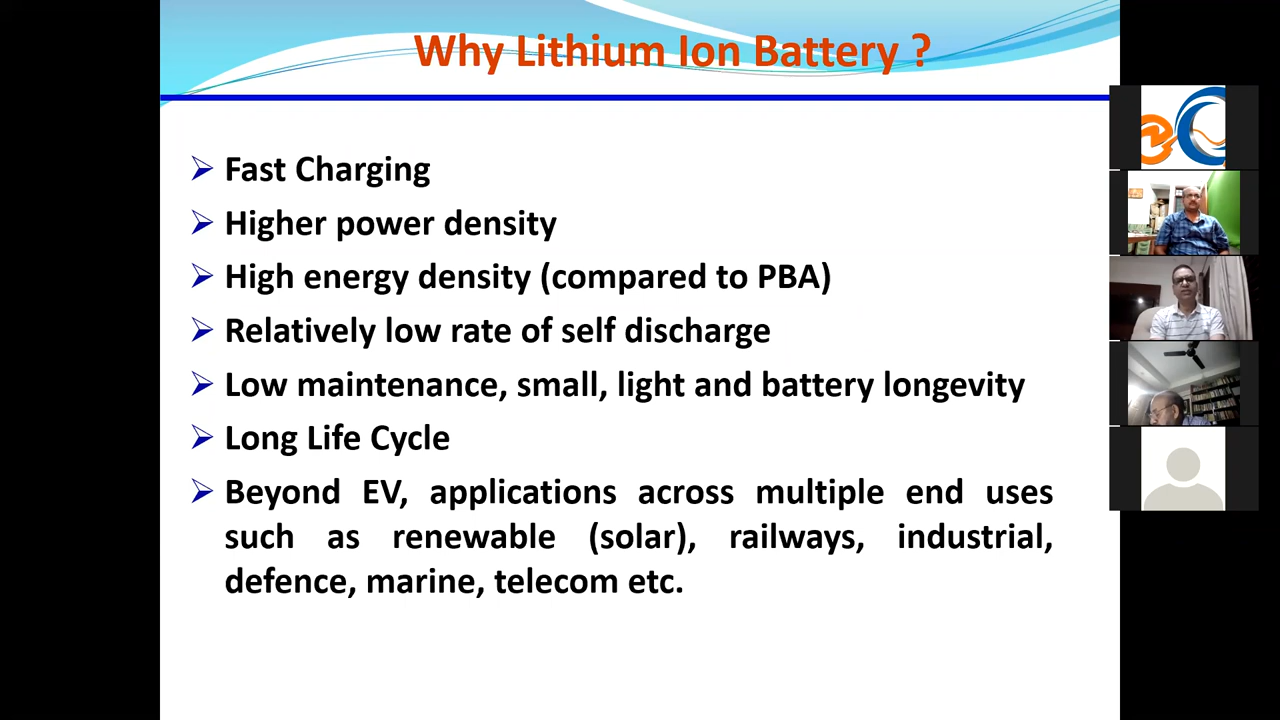 Why Lithium Ion Battery ?
Fast Charging
Higher power density
High energy density (compared to PBA)
Relatively low rate of self discharge
Low maintenance, small, light and battery longevity
Long Life Cycle
Beyond EV, applications across multiple end uses
such as renewable (solar), railways, industrial,
defence, marine, telecom etc.